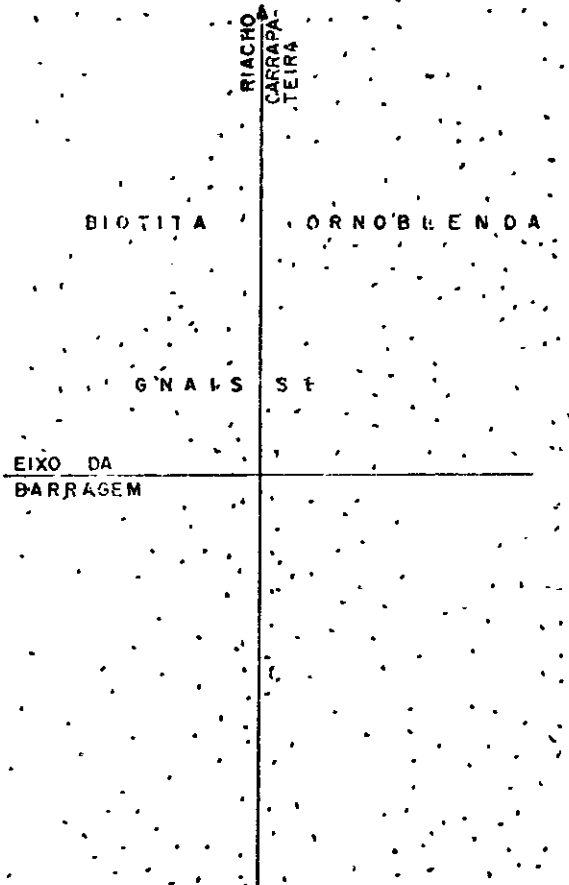 RIACHO
CARRAPA-
TEIRA
BIOTITA ORNOBLENDA
GNAISSE
EIXO DA
BARRAGEM